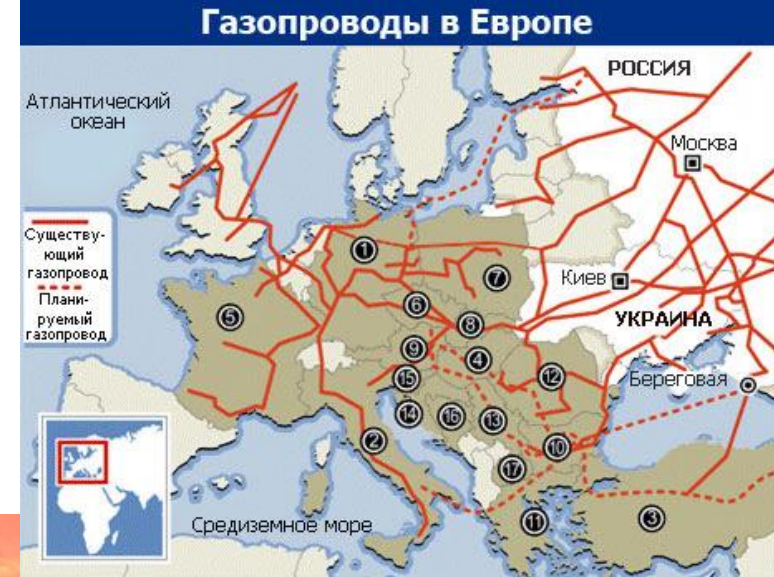 Газопроводы в Европе
РОССИЯ
Атлантический
океан
Москва
Существу-
ющий
газопровод
Плани-
руемый
газопровод
Киев
УКРАИНА
Береговая
Средиземное море
1
7
6
5
8
9
4
12
15
14
16
13
2
10
17
11
3